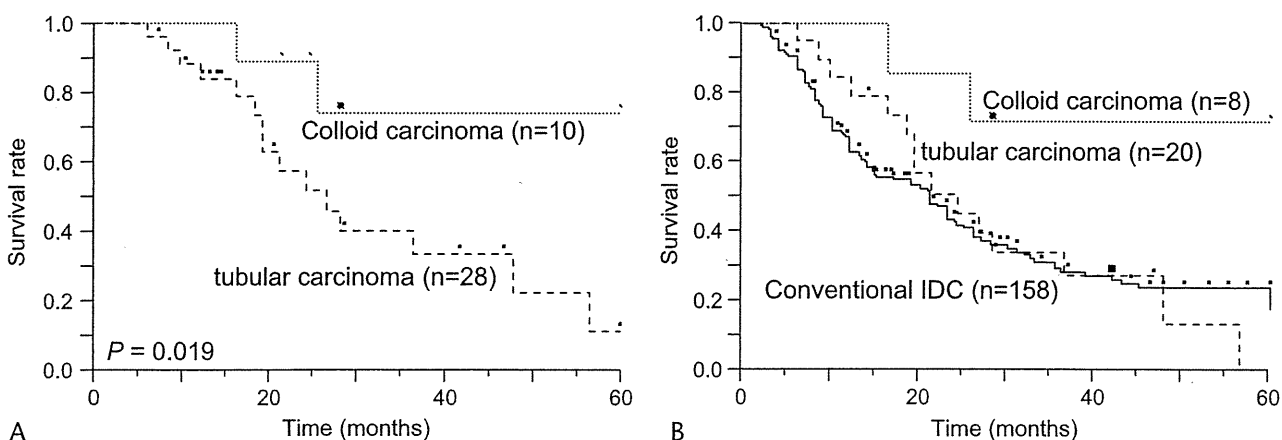 1.0
0.8
0.6
0.4
0.2
0.0
Survival rate
Colloid carcinoma (n=10)
tubular carcinoma (n=28)
P = 0.019
0
20
40
60
Time (months)
A
1.0
0.8
0.6
0.4
0.2
0.0
Survival rate
Colloid carcinoma (n=8)
tubular carcinoma (n=20)
Conventional IDC (n=158)
0
20
40
60
Time (months)
B